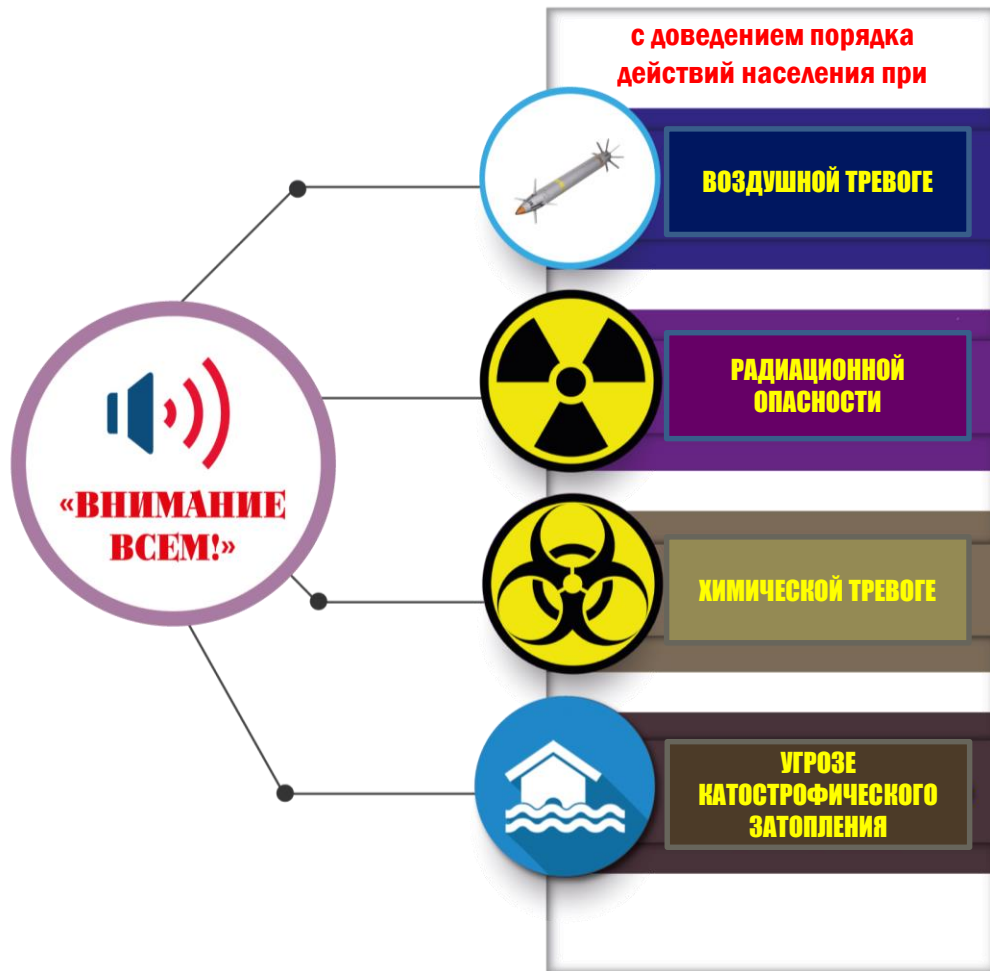 с доведением порядка
действий населения при
ВОЗДУШНОЙ ТРЕВОГЕ
РАДИАЦИОННОЙ
ОПАСНОСТИ
«ВНИМАНИЕ
ВСЕМ!»
ХИМИЧЕСКОЙ ТРЕВОГЕ
УГРОЗЕ
КАТОСТРОФИЧЕСКОГО
ЗАТОПЛЕНИЯ